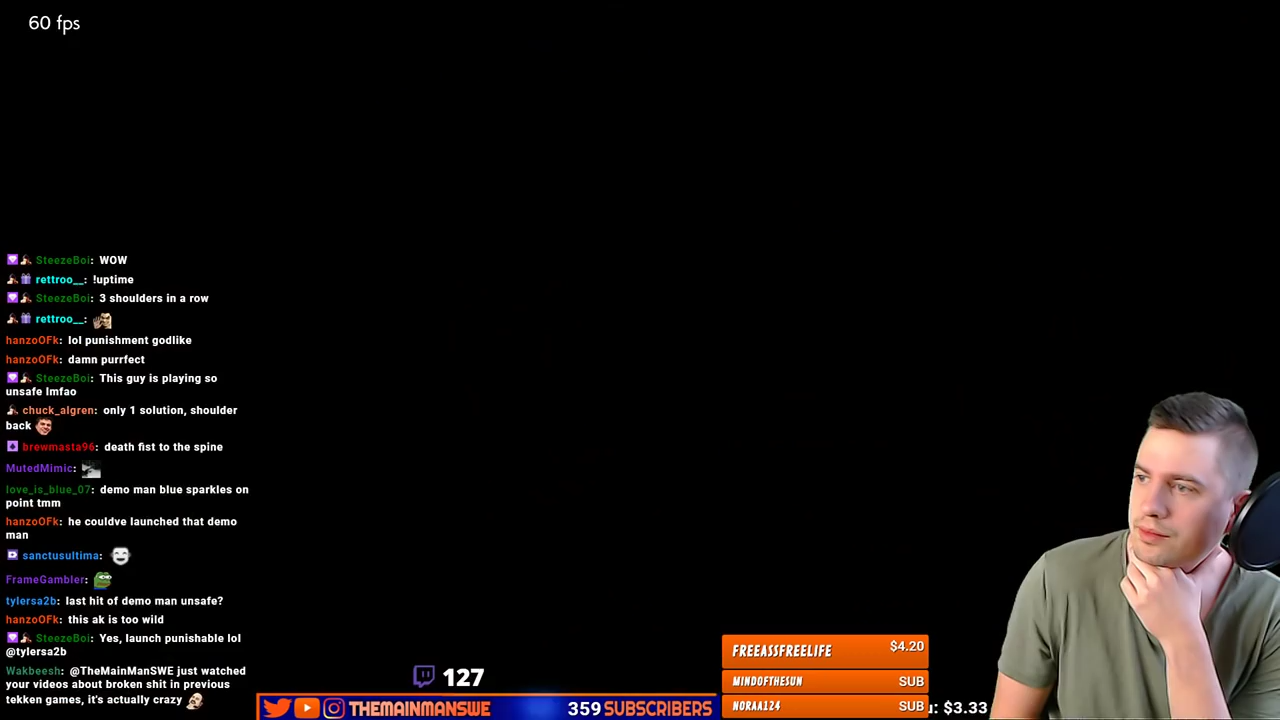 60 fps
SteezeBoi: WOW
rettroo__: !uptime
SteezeBoi: 3 shoulders in a row
rettroo__:
hanzoOFk: lol punishment godlike
hanzoOFk: damn purrfect
SteezeBoi: This guy is playing so
unsafe lmfao
chuck_algren: only 1 solution, shoulder
back
brewmasta96: death fist to the spine
MutedMimic:
love_is_blue_07: demo man blue sparkles on
point tmm
hanzoOFk: he couldve launched that demo
man
sanctusultima:
FrameGambler:
tylersa2b: last hit of demo man unsafe?
hanzoOFk: this ak is too wild
SteezeBoi: Yes, launch punishable lol
@tylersa2b
Wakbeesh: @TheMainManSWE just watched
your videos about broken shit in previous
tekken games, it's actually crazy
127
THEMAINMANSWE 359 SUBSCRIBERS
FREEASSFREELIFE $4.20
MINDOFTHESUN SUB
NORAA124 SUB
: $3.33